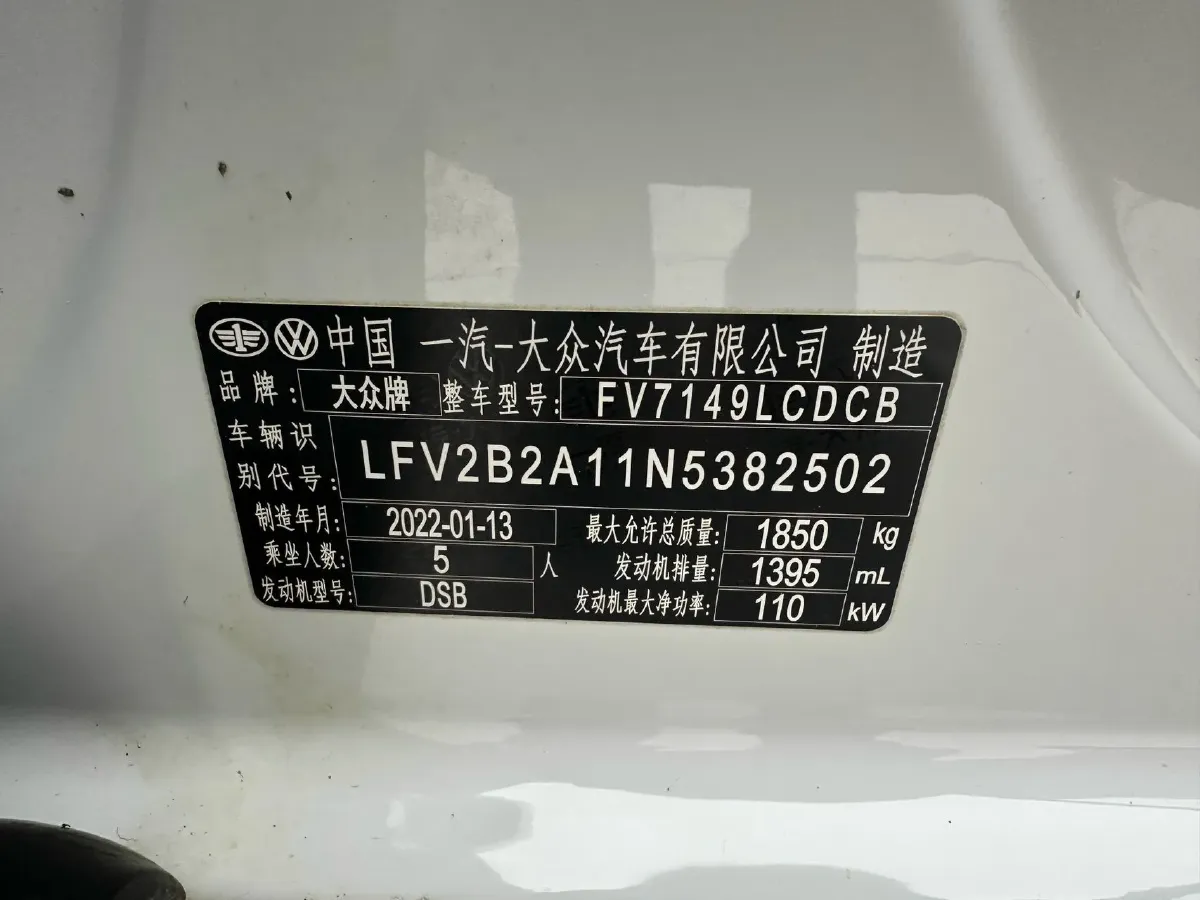 中国 一汽-大众汽车有限公司 制造
品牌: 大众牌 整车型号: FV7149LCDCB
车辆识别代号: LFV2B2A11N5382502
制造年月: 2022-01-13 最大允许总质量: 1850 kg
乘坐人数: 5 人 发动机排量: 1395 mL
发动机型号: DSB 发动机最大净功率: 110 kW